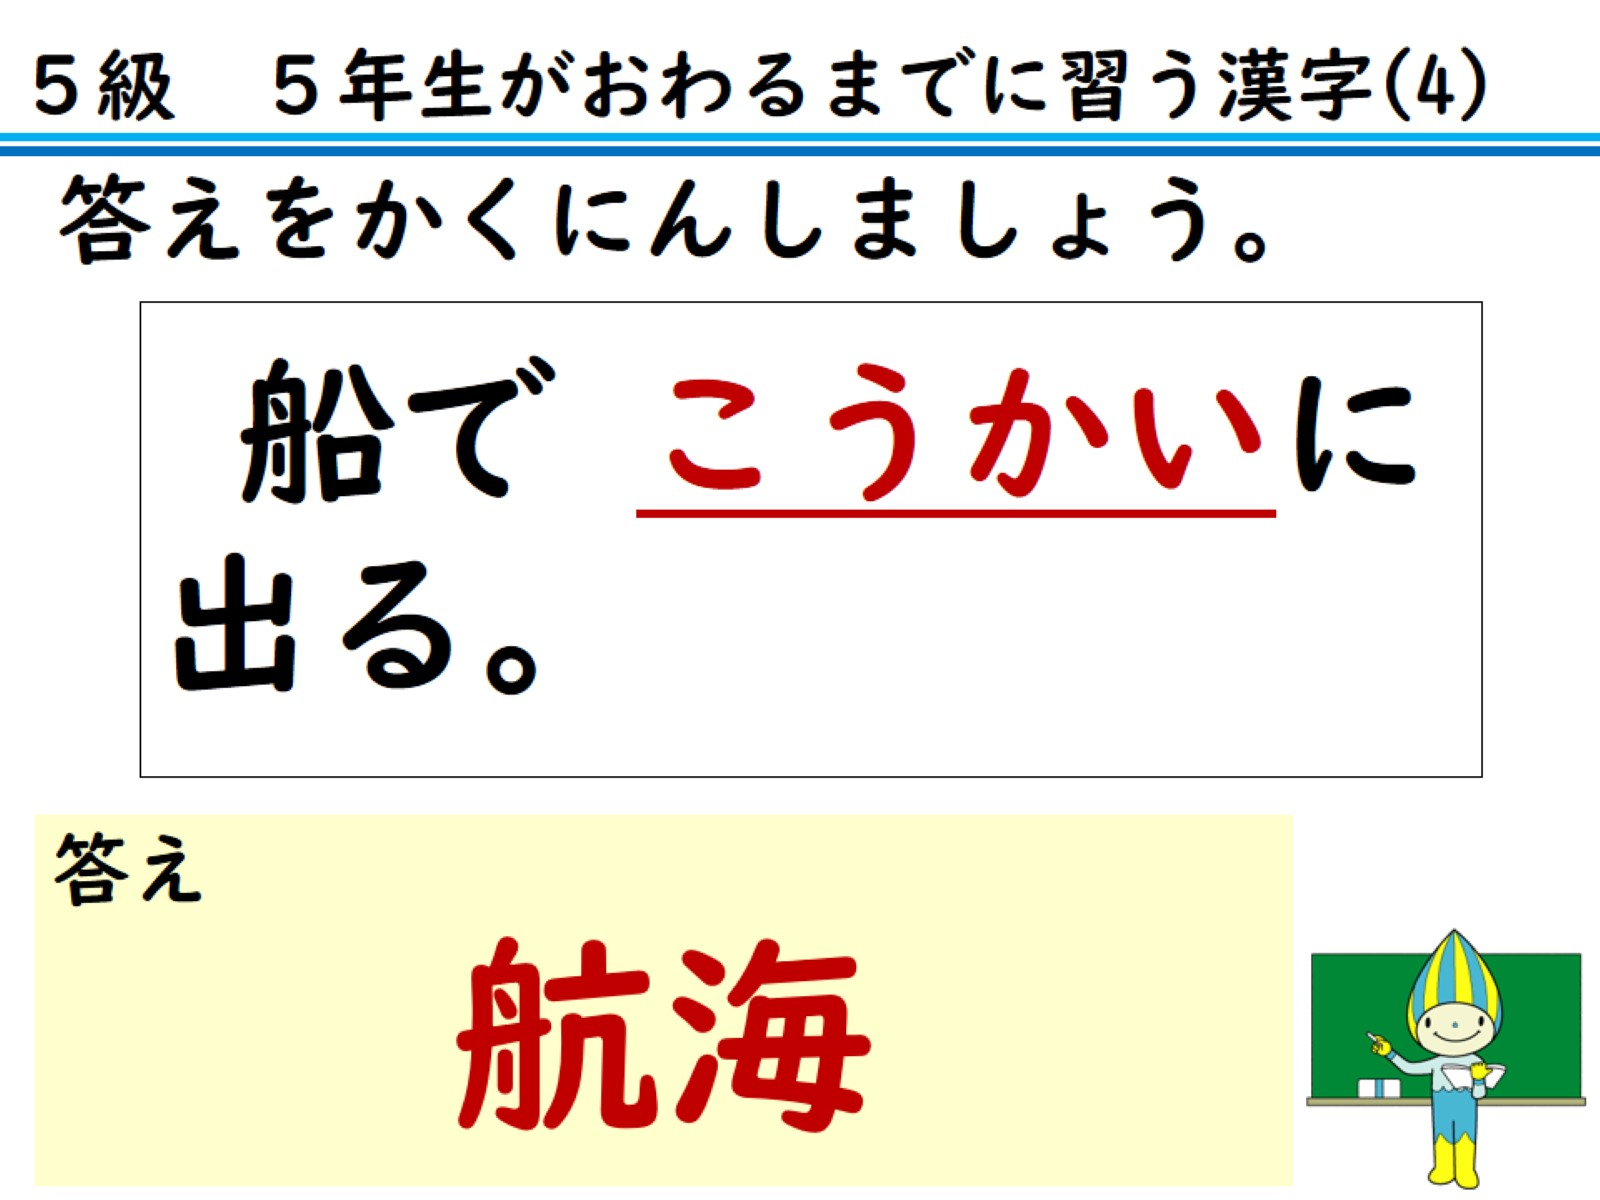 ５級　５年生がおわるまでに習う漢字(4)
答えをかくにんしましょう。
船で こうかいに
出る。
答え
航海